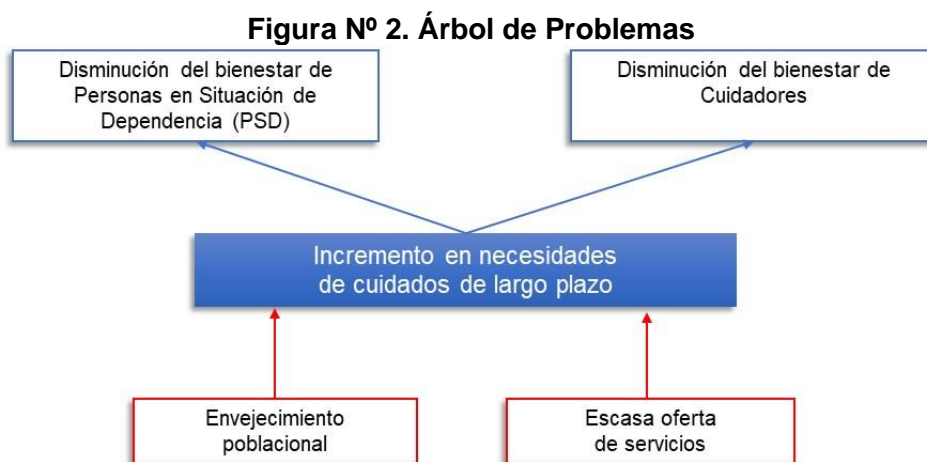 Figura Nº 2. Árbol de Problemas
Disminución del bienestar de
Personas en Situación de
Dependencia (PSD)
Disminución del bienestar de
Cuidadores
Incremento en necesidades
de cuidados de largo plazo
Envejecimiento
poblacional
Escasa oferta
de servicios